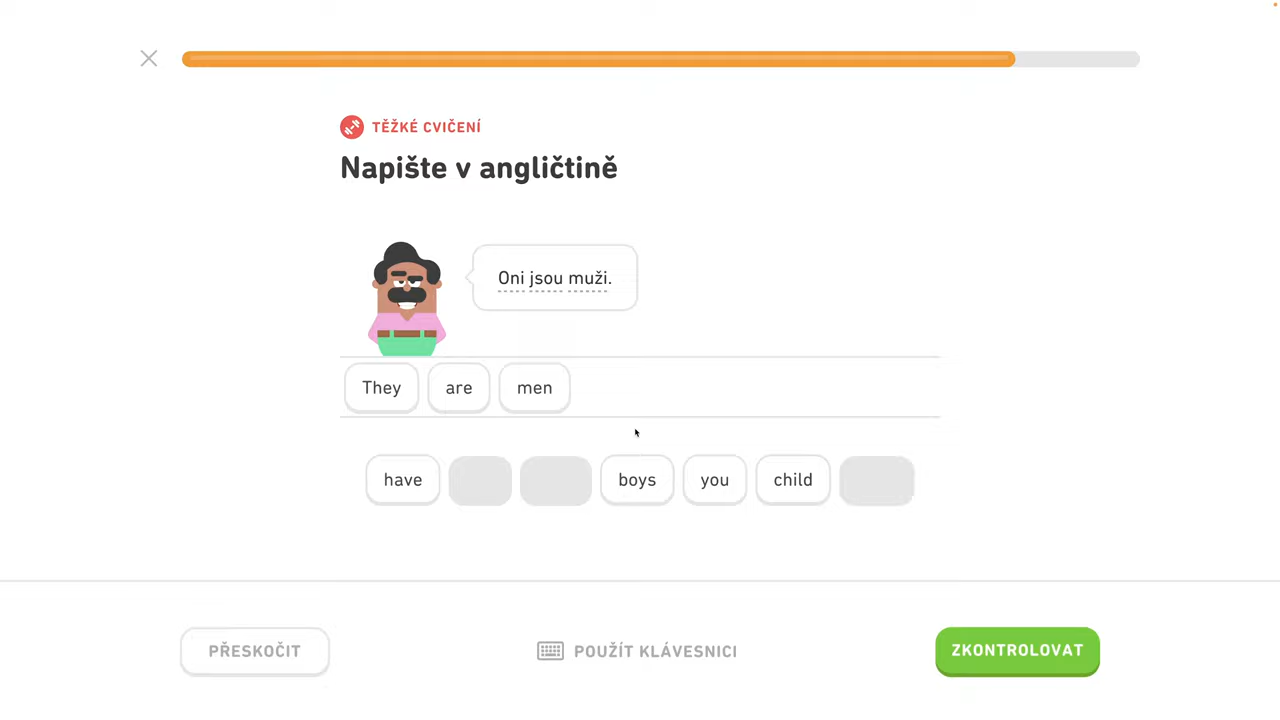 TĚŽKÉ CVIČENÍ
Napište v angličtině
Oni jsou muži.
They are men
have boys you child
PŘESKOČIT POUŽÍT KLÁVESNICI ZKONTROLOVAT